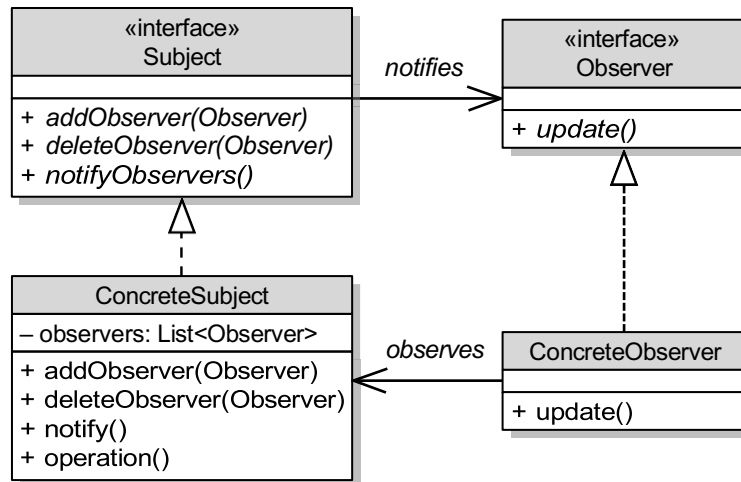 «interface»
Subject
+ addObserver(Observer)
+ deleteObserver(Observer)
+ notifyObservers()
notifies
«interface»
Observer
+ update()
ConcreteSubject
– observers: List<Observer>
+ addObserver(Observer)
+ deleteObserver(Observer)
+ notify()
+ operation()
observes
ConcreteObserver
+ update()